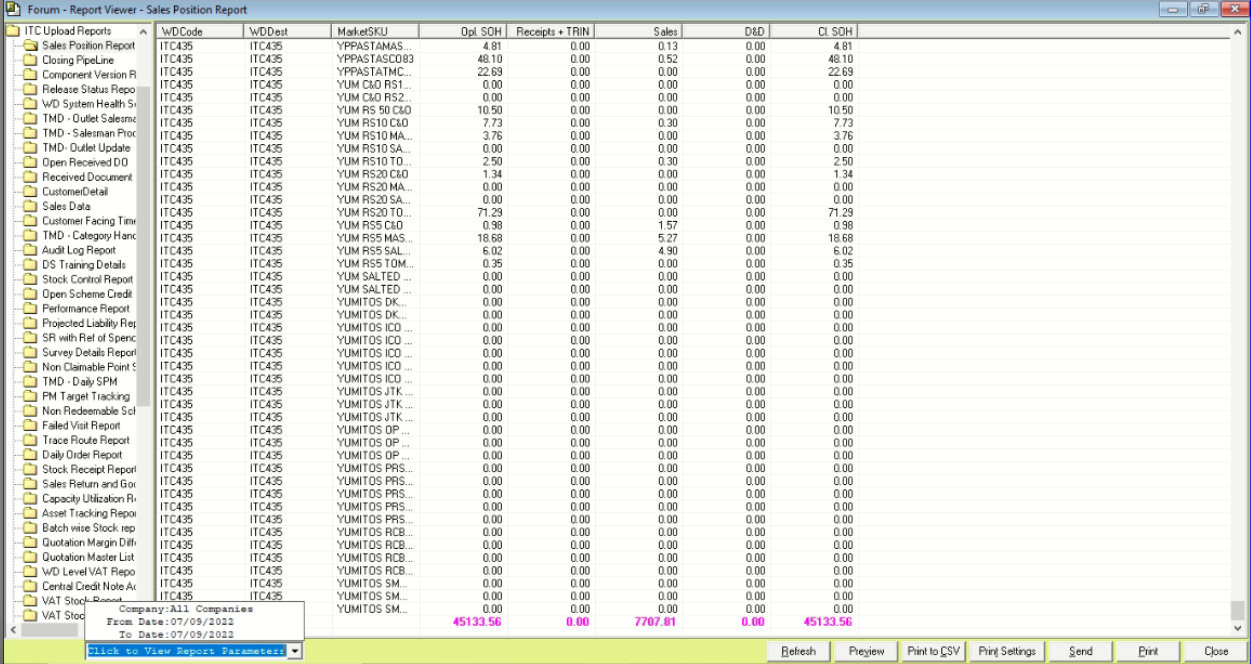 Forum - Report Viewer - Sales Position Report
ITC Upload Reports
Sales Position Report
Closing PipeLine
Component Version R
Release Status Repo
WD System Health S
TMD - Outlet Salesma
TMD - Salesman Proc
TMD- Outlet Update
Open Received DO
Received Document
CustomerDetail
Sales Data
Customer Facing Time
TMD - Category Hanc
Audit Log Report
DS Training Details
Stock Control Report
Open Scheme Credit
Performance Report
Projected Liability Rep
SR with Ref of Spenc
Survey Details Report
Non Claimable Point S
TMD - Daily SPM
PM Target Tracking
Non Redeemable Sch
Failed Visit Report
Trace Route Report
Daily Order Report
Stock Receipt Report
Sales Return and Goo
Capacity Utilization R
Asset Tracking Repor
Batch wise Stock rep
Quotation Margin Diff
Quotation Master List
WD Level VAT Repo
Central Credit Note A
VAT Stock Report
VAT Stoc
WDCode WDDest MarketSKU Opl. SOH Receipts + TRIN Sales D&D Cl. SOH
ITC435 ITC435 YPPASTAMAS... 4.81 0.00 0.13 0.00 4.81
ITC435 ITC435 YPPASTASCO83 48.10 0.00 0.52 0.00 48.10
ITC435 ITC435 YPPASTATMC... 22.69 0.00 0.00 0.00 22.69
ITC435 ITC435 YUM C&O RS1... 0.00 0.00 0.00 0.00 0.00
ITC435 ITC435 YUM C&O RS2... 0.00 0.00 0.00 0.00 0.00
ITC435 ITC435 YUM RS 50 C&O 10.50 0.00 0.00 0.00 10.50
ITC435 ITC435 YUM RS10 C&O 7.73 0.00 0.30 0.00 7.73
ITC435 ITC435 YUM RS10 MA... 3.76 0.00 0.00 0.00 3.76
ITC435 ITC435 YUM RS10 SA... 0.00 0.00 0.00 0.00 0.00
ITC435 ITC435 YUM RS10 TO... 2.50 0.00 0.30 0.00 2.50
ITC435 ITC435 YUM RS20 C&O 1.34 0.00 0.00 0.00 1.34
ITC435 ITC435 YUM RS20 MA... 0.00 0.00 0.00 0.00 0.00
ITC435 ITC435 YUM RS20 SA... 0.00 0.00 0.00 0.00 0.00
ITC435 ITC435 YUM RS20 TO... 71.29 0.00 0.00 0.00 71.29
ITC435 ITC435 YUM RS5 C&O 0.98 0.00 1.57 0.00 0.98
ITC435 ITC435 YUM RS5 MAS... 18.68 0.00 5.27 0.00 18.68
ITC435 ITC435 YUM RS5 SAL... 6.02 0.00 4.90 0.00 6.02
ITC435 ITC435 YUM RS5 TOM... 0.35 0.00 0.00 0.00 0.35
ITC435 ITC435 YUM SALTED ... 0.00 0.00 0.00 0.00 0.00
ITC435 ITC435 YUM SALTED ... 0.00 0.00 0.00 0.00 0.00
ITC435 ITC435 YUMITOS DK... 0.00 0.00 0.00 0.00 0.00
ITC435 ITC435 YUMITOS DK... 0.00 0.00 0.00 0.00 0.00
ITC435 ITC435 YUMITOS ICO ... 0.00 0.00 0.00 0.00 0.00
ITC435 ITC435 YUMITOS ICO ... 0.00 0.00 0.00 0.00 0.00
ITC435 ITC435 YUMITOS ICO ... 0.00 0.00 0.00 0.00 0.00
ITC435 ITC435 YUMITOS ICO ... 0.00 0.00 0.00 0.00 0.00
ITC435 ITC435 YUMITOS ICO ... 0.00 0.00 0.00 0.00 0.00
ITC435 ITC435 YUMITOS JTK ... 0.00 0.00 0.00 0.00 0.00
ITC435 ITC435 YUMITOS JTK ... 0.00 0.00 0.00 0.00 0.00
ITC435 ITC435 YUMITOS JTK ... 0.00 0.00 0.00 0.00 0.00
ITC435 ITC435 YUMITOS OP ... 0.00 0.00 0.00 0.00 0.00
ITC435 ITC435 YUMITOS OP ... 0.00 0.00 0.00 0.00 0.00
ITC435 ITC435 YUMITOS OP ... 0.00 0.00 0.00 0.00 0.00
ITC435 ITC435 YUMITOS PRS... 0.00 0.00 0.00 0.00 0.00
ITC435 ITC435 YUMITOS PRS... 0.00 0.00 0.00 0.00 0.00
ITC435 ITC435 YUMITOS PRS... 0.00 0.00 0.00 0.00 0.00
ITC435 ITC435 YUMITOS PRS... 0.00 0.00 0.00 0.00 0.00
ITC435 ITC435 YUMITOS PRS... 0.00 0.00 0.00 0.00 0.00
ITC435 ITC435 YUMITOS RCB... 0.00 0.00 0.00 0.00 0.00
ITC435 ITC435 YUMITOS RCB... 0.00 0.00 0.00 0.00 0.00
ITC435 ITC435 YUMITOS RCB... 0.00 0.00 0.00 0.00 0.00
ITC435 ITC435 YUMITOS RCB... 0.00 0.00 0.00 0.00 0.00
ITC435 ITC435 YUMITOS SM... 0.00 0.00 0.00 0.00 0.00
ITC435 ITC435 YUMITOS SM... 0.00 0.00 0.00 0.00 0.00
ITC435 ITC435 YUMITOS SM... 0.00 0.00 0.00 0.00 0.00
45133.56 0.00 7707.81 0.00 45133.56
Company:All Companies
From Date:07/09/2022
To Date:07/09/2022
Click to View Report Parameters
Refresh Preview Print to CSV Print Settings Send Print Close